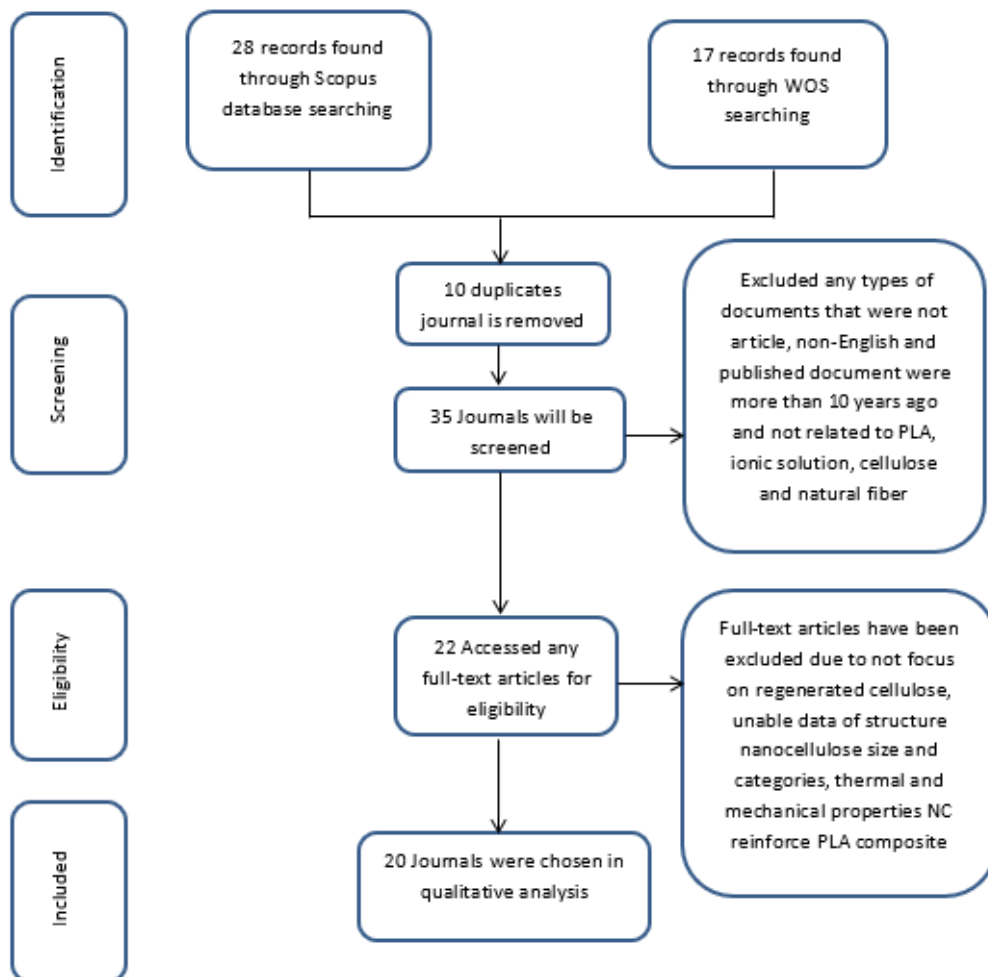 Identification
28 records found
through Scopus
database searching
17 records found
through WOS
searching
Screening
10 duplicates
journal is removed
35 Journals will be
screened
Excluded any types of
documents that were not
article, non-English and
published document were
more than 10 years ago
and not related to PLA,
ionic solution, cellulose
and natural fiber
Eligibility
22 Accessed any
full-text articles for
eligibility
Full-text articles have been
excluded due to not focus
on regenerated cellulose,
unable data of structure
nanocellulose size and
categories, thermal and
mechanical properties NC
reinforce PLA composite
Included
20 Journals were chosen in
qualitative analysis